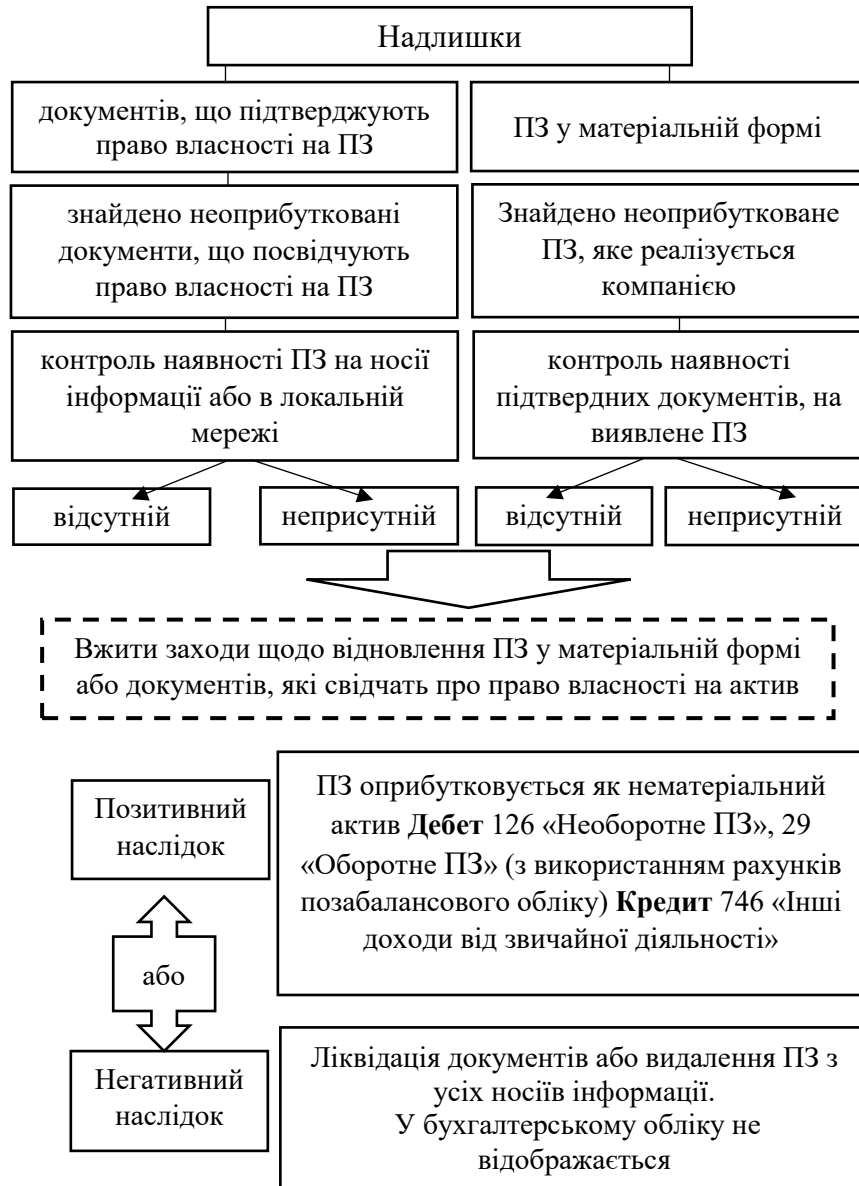 Надлишки
документів, що підтверджують
право власності на ПЗ
ПЗ у матеріальній формі
знайдено неоприбутковані
документи, що посвідчують
право власності на ПЗ
Знайдено неоприбутковане
ПЗ, яке реалізується
компанією
контроль наявності ПЗ на носії
інформації або в локальній
мережі
контроль наявності
підтвердних документів, на
виявлене ПЗ
відсутній
неприсутній
відсутній
неприсутній
Вжити заходи щодо відновлення ПЗ у матеріальній формі
або документів, які свідчать про право власності на актив
Позитивний
наслідок
ПЗ оприбутковується як нематеріальний
актив Дебет 126 «Необоротне ПЗ», 29
«Оборотне ПЗ» (з використанням рахунків
позабалансового обліку) Кредит 746 «Інші
доходи від звичайної діяльності»
або
Негативний
наслідок
Ліквідація документів або видалення ПЗ з
усіх носіїв інформації.
У бухгалтерському обліку не
відображається